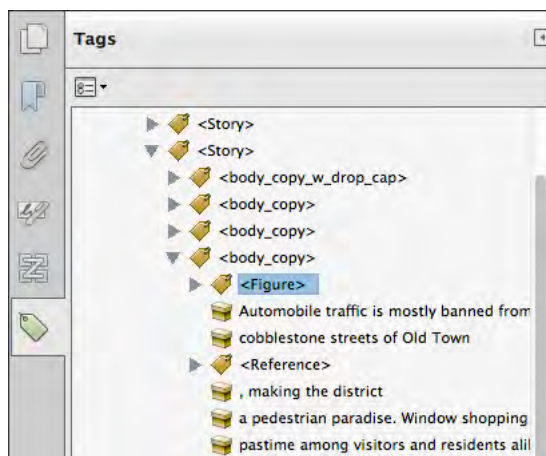 Tags
<Story>
<Story>
<body_copy_w_drop_cap>
<body_copy>
<body_copy>
<body_copy>
<Figure>
Automobile traffic is mostly banned from
cobblestone streets of Old Town
<Reference>
, making the district
a pedestrian paradise. Window shopping
pastime among visitors and residents ali